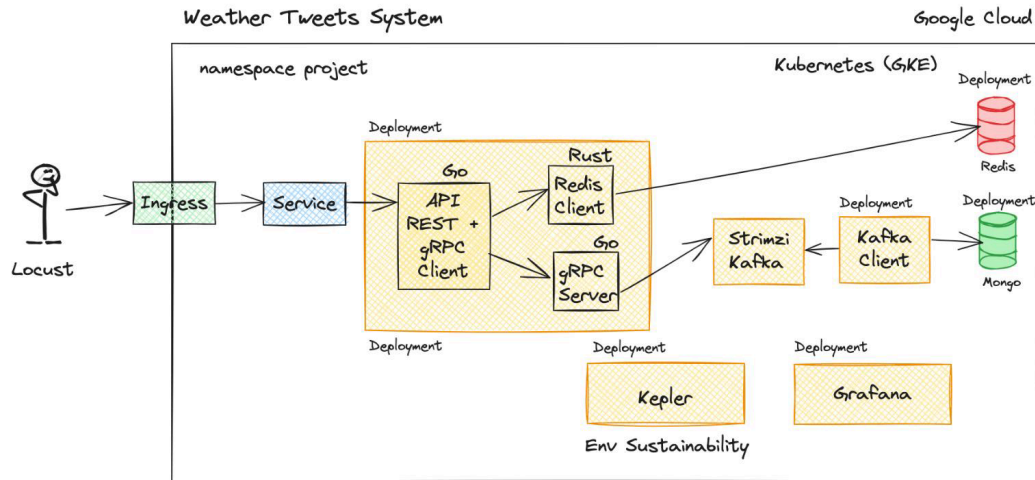 Weather Tweets System
Google Cloud
namespace project
Kubernetes (GKE)
Deployment
Redis
Deployment
Go
API
REST +
gRPC
Client
Rust
Redis
Client
Go
gRPC
Server
Deployment
Locust
Ingress
Service
Strimzi
Kafka
Deployment
Kafka
Client
Deployment
Mongo
Deployment
Kepler
Env Sustainability
Deployment
Grafana